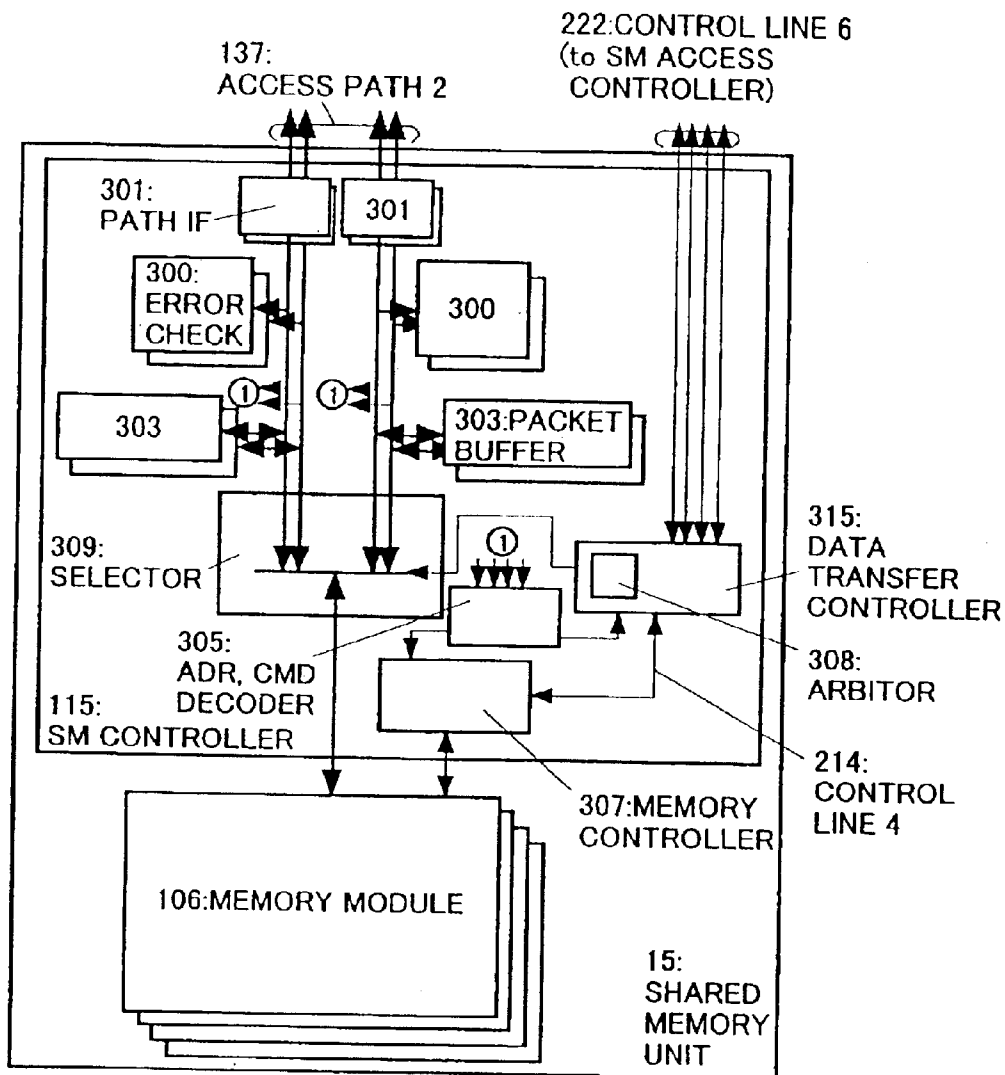 222:CONTROL LINE 6
(to SM ACCESS
CONTROLLER)
137:
ACCESS PATH 2
301:
PATH IF
301
300:
ERROR
CHECK
300
1
1
303
303:PACKET
BUFFER
309:
SELECTOR
1
315:
DATA
TRANSFER
CONTROLLER
305:
ADR, CMD
DECODER
308:
ARBITOR
115:
SM CONTROLLER
214:
CONTROL
LINE 4
307:MEMORY
CONTROLLER
106:MEMORY MODULE
15:
SHARED
MEMORY
UNIT